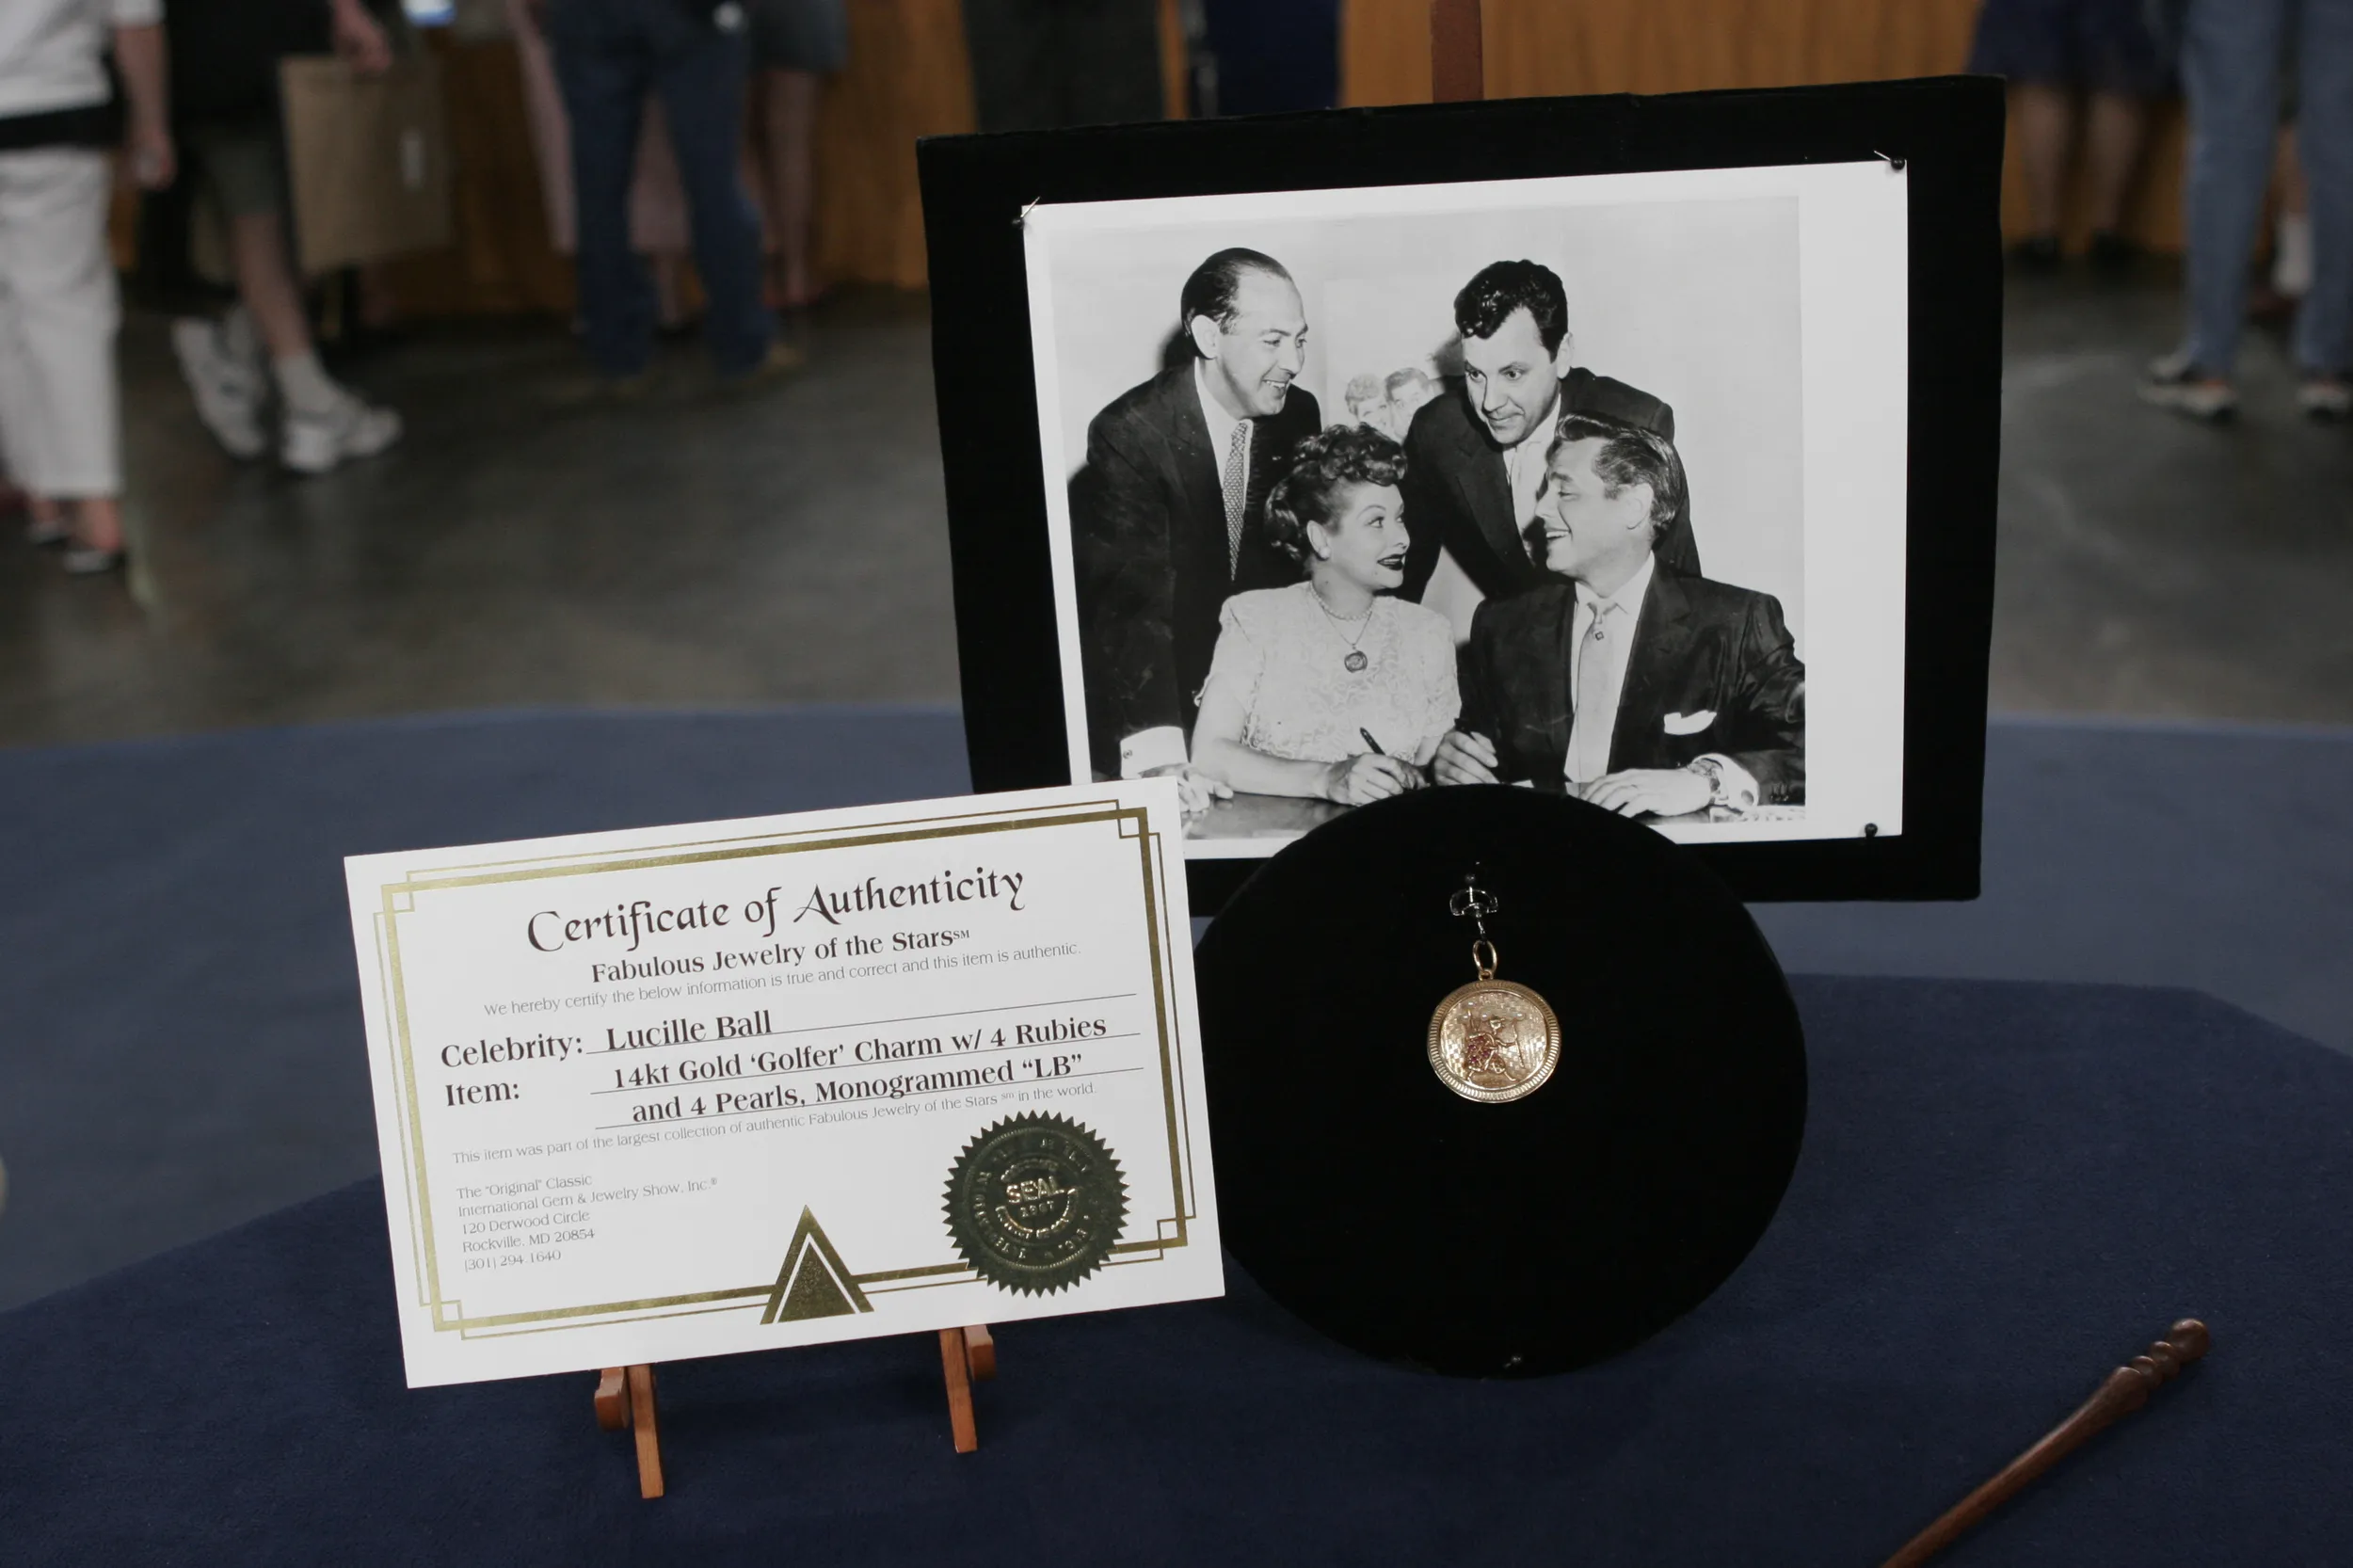 Certificate of Authenticity
Fabulous Jewelry of the Stars℠
We hereby certify the below information is true and correct and this item is authentic.
Celebrity: Lucille Ball
Item: 14kt Gold ‘Golfer’ Charm w/ 4 Rubies
and 4 Pearls, Monogrammed “LB”
This item was part of the largest collection of authentic Fabulous Jewelry of the Stars ℠ in the world.
The "Original" Classic
International Gem & Jewelry Show, Inc.®
120 Derwood Circle
Rockville, MD 20854
(301) 294 1640
SEAL
1967